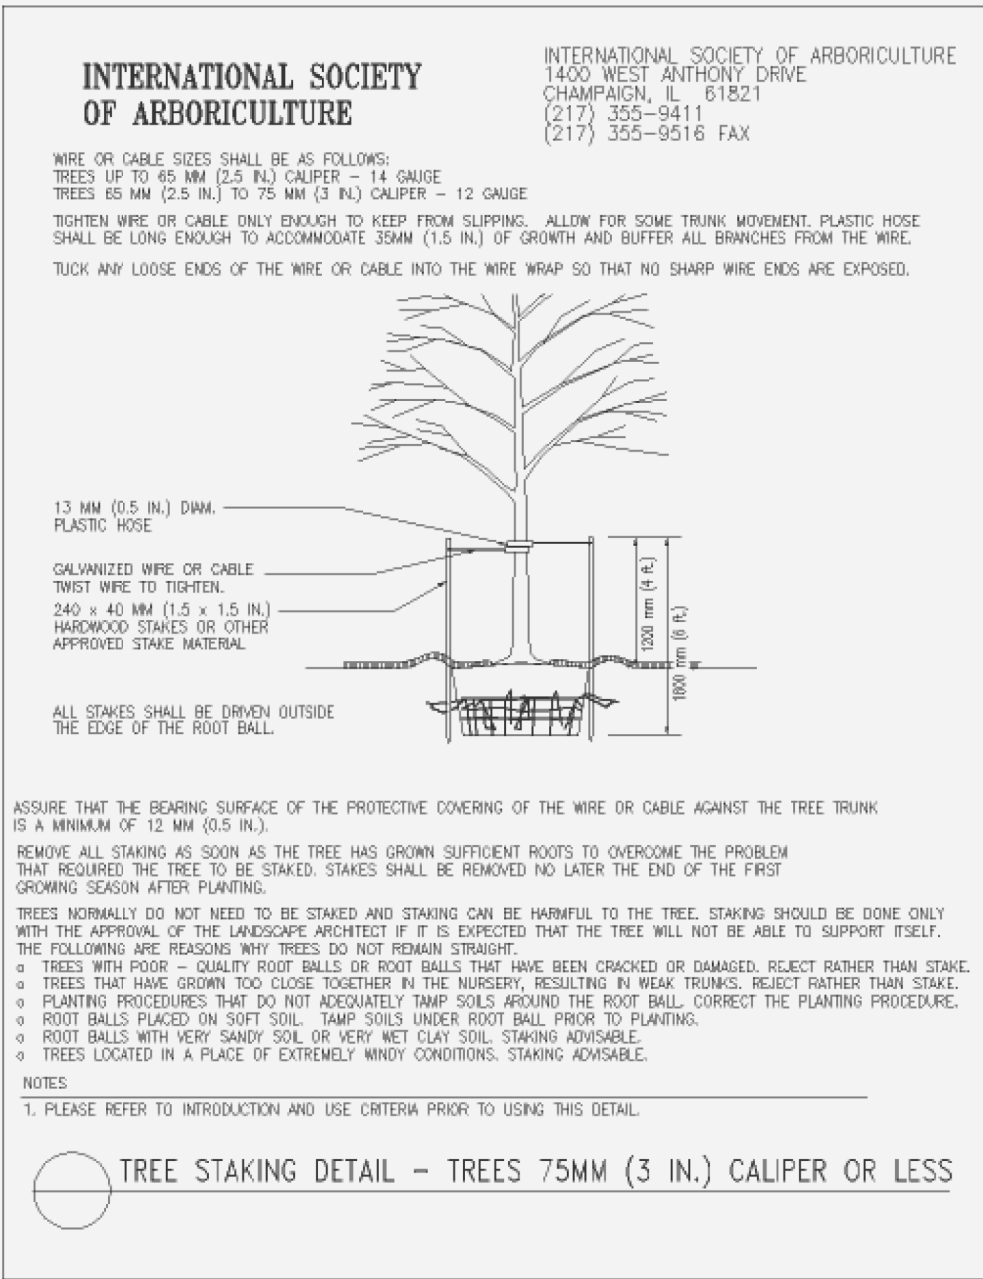 INTERNATIONAL SOCIETY
OF ARBORICULTURE
INTERNATIONAL SOCIETY OF ARBORICULTURE
1400 WEST ANTHONY DRIVE
CHAMPAIGN, IL 61821
(217) 355-9411
(217) 355-9516 FAX
WIRE OR CABLE SIZES SHALL BE AS FOLLOWS:
TREES UP TO 65 MM (2.5 IN.) CALIPER - 14 GAUGE
TREES 65 MM (2.5 IN.) TO 75 MM (3 IN.) CALIPER - 12 GAUGE
TIGHTEN WIRE OR CABLE ONLY ENOUGH TO KEEP FROM SLIPPING. ALLOW FOR SOME TRUNK MOVEMENT. PLASTIC HOSE
SHALL BE LONG ENOUGH TO ACCOMMODATE 35MM (1.5 IN.) OF GROWTH AND BUFFER ALL BRANCHES FROM THE WIRE.
TUCK ANY LOOSE ENDS OF THE WIRE OR CABLE INTO THE WIRE WRAP SO THAT NO SHARP WIRE ENDS ARE EXPOSED.
13 MM (0.5 IN.) DIAM.
PLASTIC HOSE
GALVANIZED WIRE OR CABLE
TWIST WIRE TO TIGHTEN.
240 x 40 MM (1.5 x 1.5 IN.)
HARDWOOD STAKES OR OTHER
APPROVED STAKE MATERIAL
1200 mm (4 ft.)
1800 mm (6 ft.)
ALL STAKES SHALL BE DRIVEN OUTSIDE
THE EDGE OF THE ROOT BALL.
ASSURE THAT THE BEARING SURFACE OF THE PROTECTIVE COVERING OF THE WIRE OR CABLE AGAINST THE TREE TRUNK
IS A MINIMUM OF 12 MM (0.5 IN.).
REMOVE ALL STAKING AS SOON AS THE TREE HAS GROWN SUFFICIENT ROOTS TO OVERCOME THE PROBLEM
THAT REQUIRED THE TREE TO BE STAKED. STAKES SHALL BE REMOVED NO LATER THE END OF THE FIRST
GROWING SEASON AFTER PLANTING.
TREES NORMALLY DO NOT NEED TO BE STAKED AND STAKING CAN BE HARMFUL TO THE TREE. STAKING SHOULD BE DONE ONLY
WITH THE APPROVAL OF THE LANDSCAPE ARCHITECT IF IT IS EXPECTED THAT THE TREE WILL NOT BE ABLE TO SUPPORT ITSELF.
THE FOLLOWING ARE REASONS WHY TREES DO NOT REMAIN STRAIGHT.
o TREES WITH POOR - QUALITY ROOT BALLS OR ROOT BALLS THAT HAVE BEEN CRACKED OR DAMAGED. REJECT RATHER THAN STAKE.
o TREES THAT HAVE GROWN TOO CLOSE TOGETHER IN THE NURSERY, RESULTING IN WEAK TRUNKS. REJECT RATHER THAN STAKE.
o PLANTING PROCEDURES THAT DO NOT ADEQUATELY TAMP SOILS AROUND THE ROOT BALL. CORRECT THE PLANTING PROCEDURE.
o ROOT BALLS PLACED ON SOFT SOIL. TAMP SOILS UNDER ROOT BALL PRIOR TO PLANTING.
o ROOT BALLS WITH VERY SANDY SOIL OR VERY WET CLAY SOIL. STAKING ADVISABLE.
o TREES LOCATED IN A PLACE OF EXTREMELY WINDY CONDITIONS. STAKING ADVISABLE.
NOTES
1. PLEASE REFER TO INTRODUCTION AND USE CRITERIA PRIOR TO USING THIS DETAIL.
TREE STAKING DETAIL - TREES 75MM (3 IN.) CALIPER OR LESS